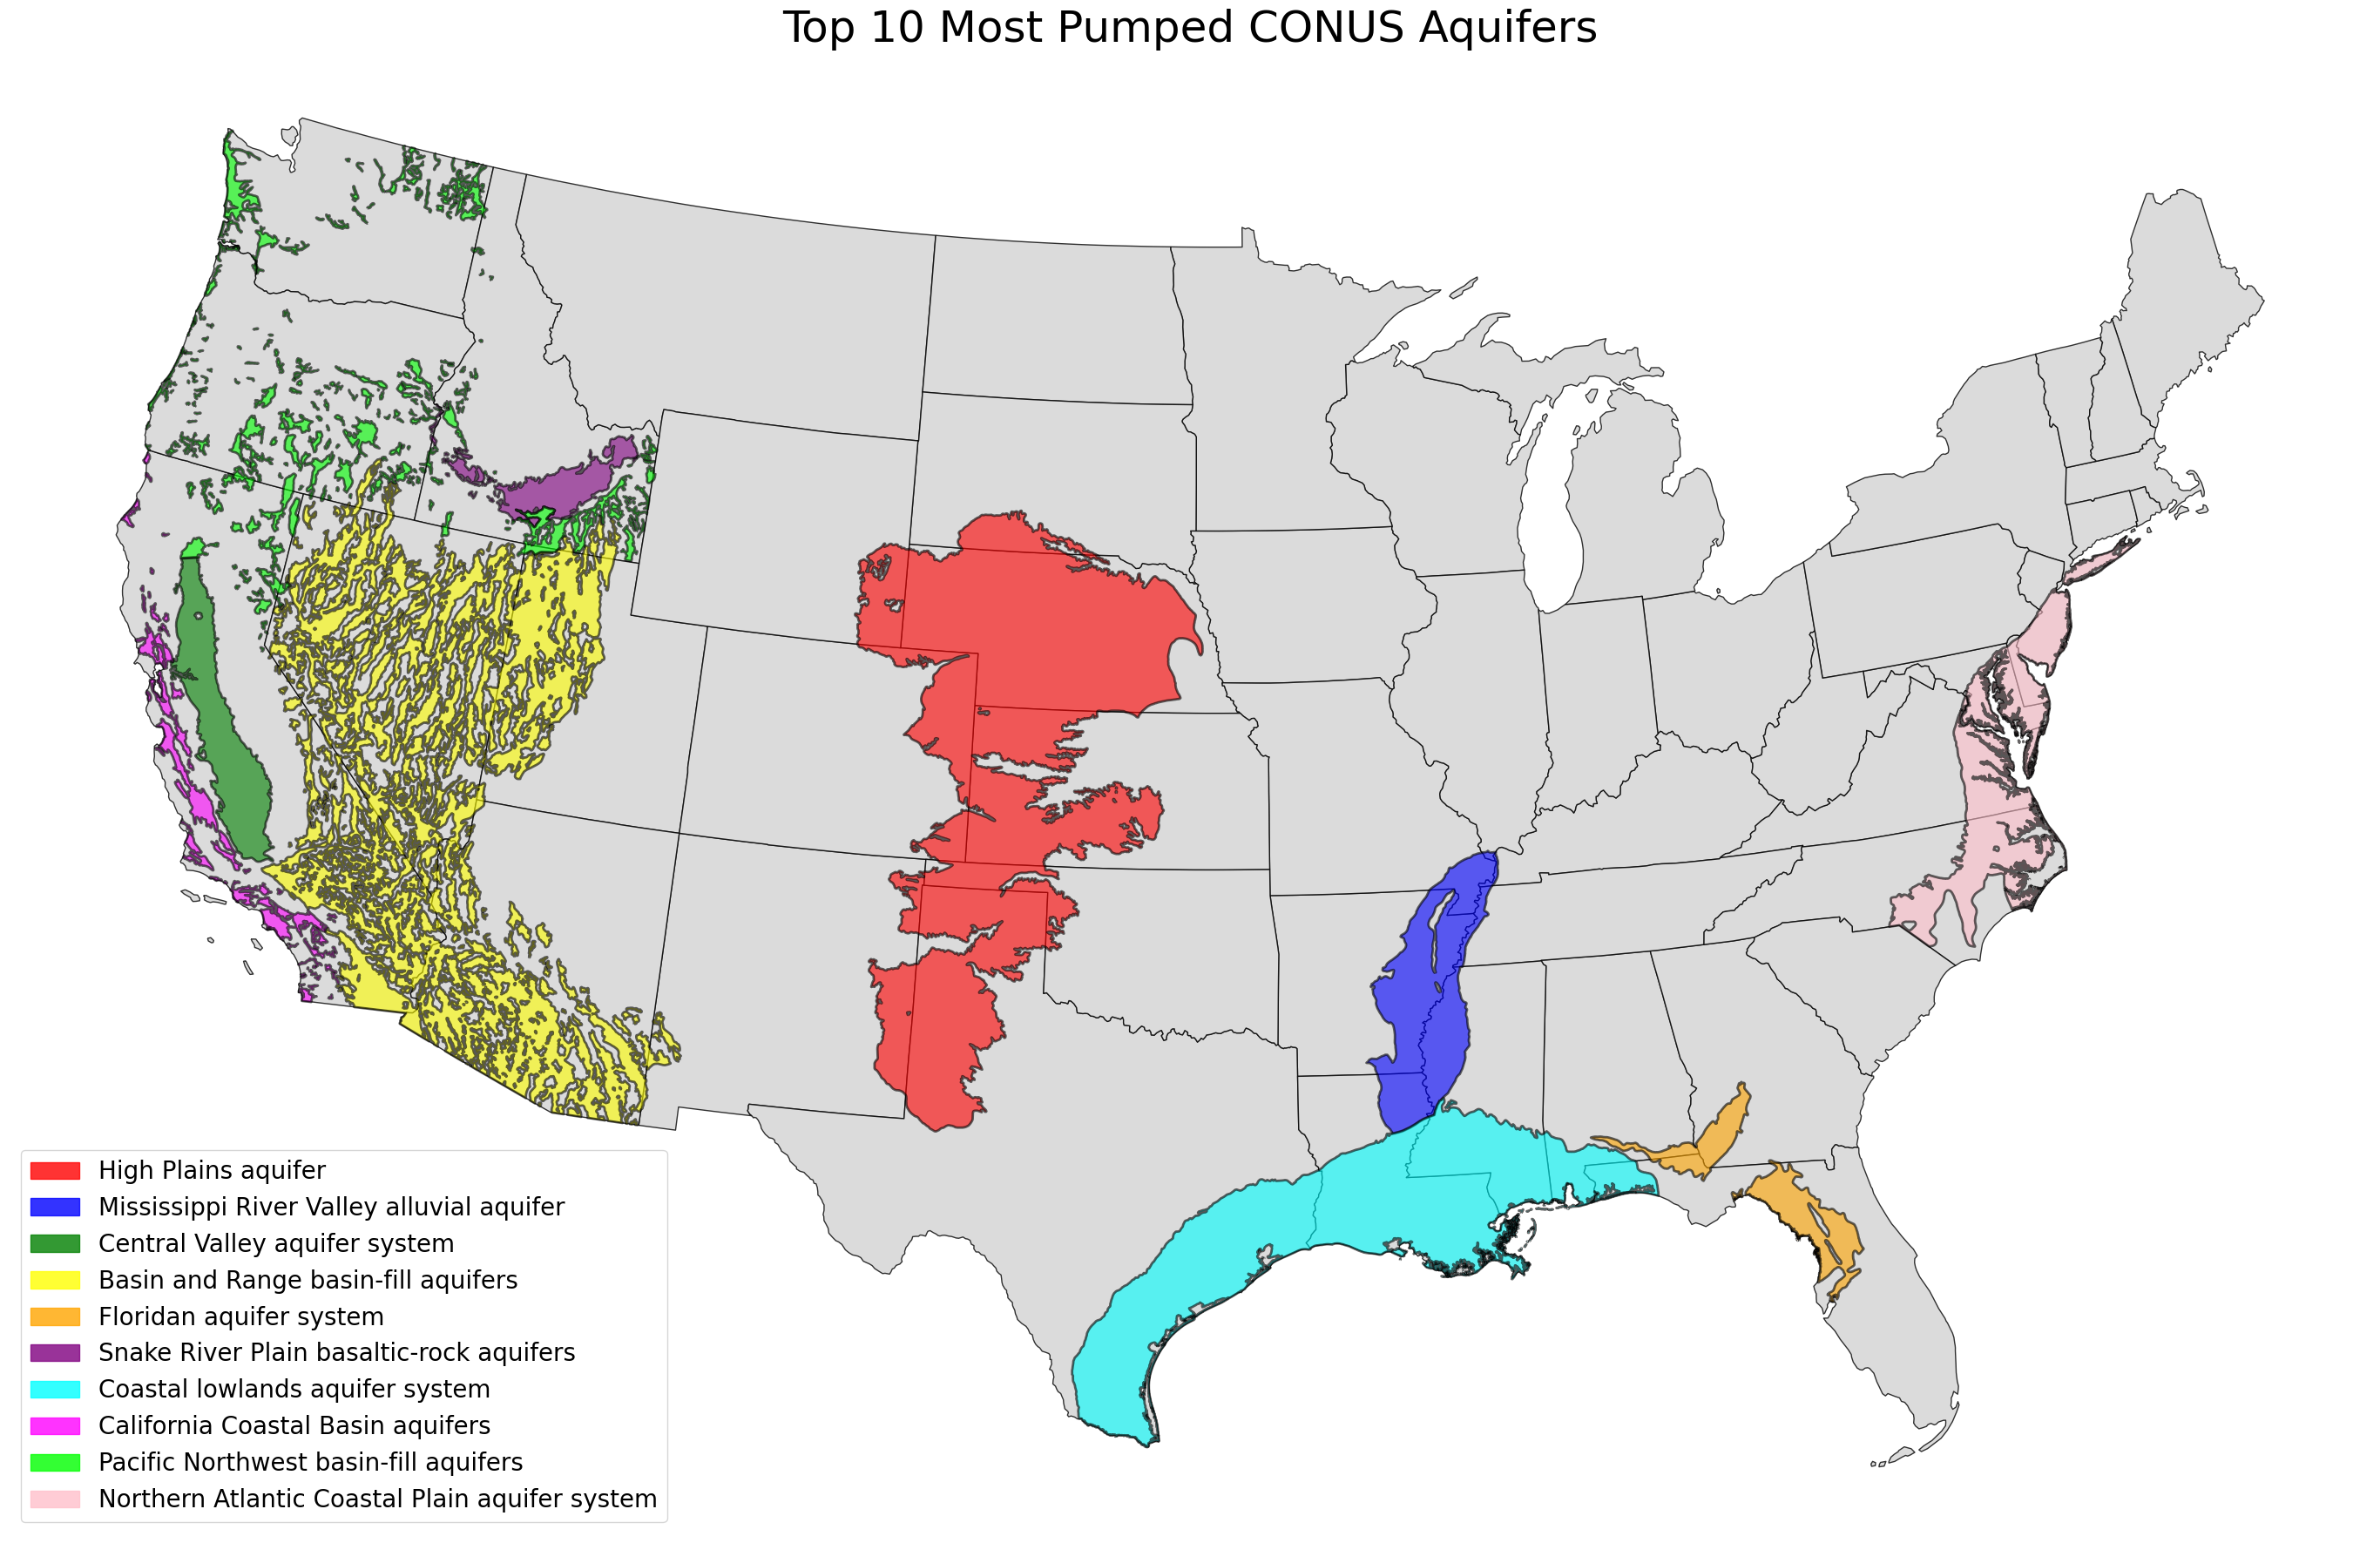 Top 10 Most Pumped CONUS Aquifers
High Plains aquifer
Mississippi River Valley alluvial aquifer
Central Valley aquifer system
Basin and Range basin-fill aquifers
Floridan aquifer system
Snake River Plain basaltic-rock aquifers
Coastal lowlands aquifer system
California Coastal Basin aquifers
Pacific Northwest basin-fill aquifers
Northern Atlantic Coastal Plain aquifer system